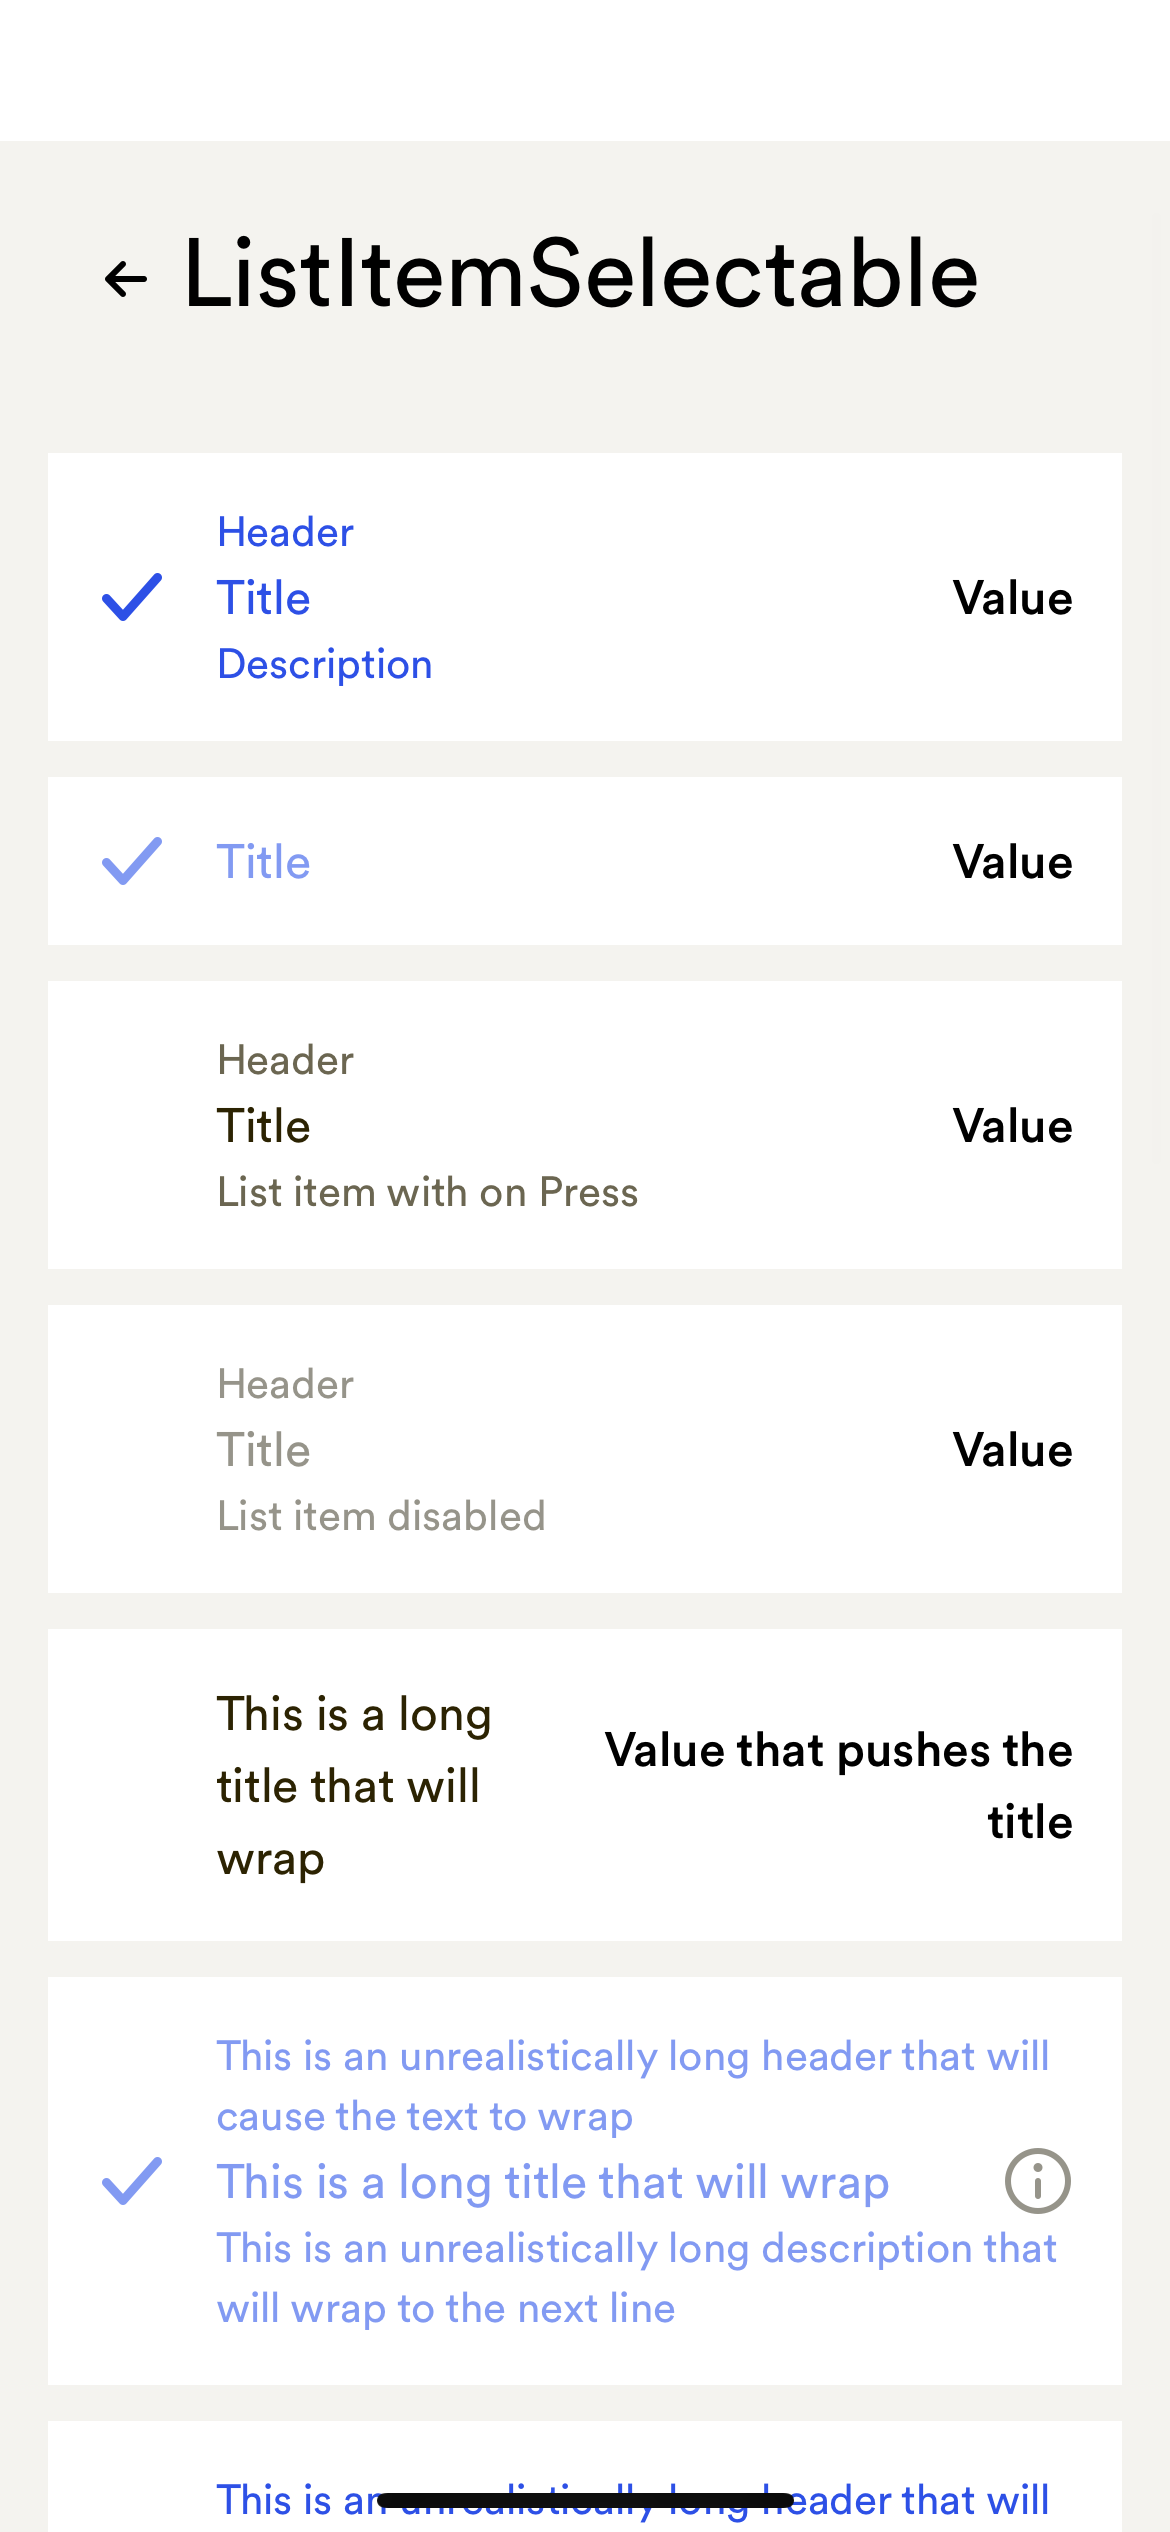 ListItemSelectable
Header
Title
Value
Description
Title
Value
Header
Title
Value
List item with on Press
Header
Title
Value
List item disabled
This is a long
title that will
wrap
Value that pushes the
title
This is an unrealistically long header that will
cause the text to wrap
This is a long title that will wrap
This is an unrealistically long description that
will wrap to the next line
This is an unrealistically long header that will